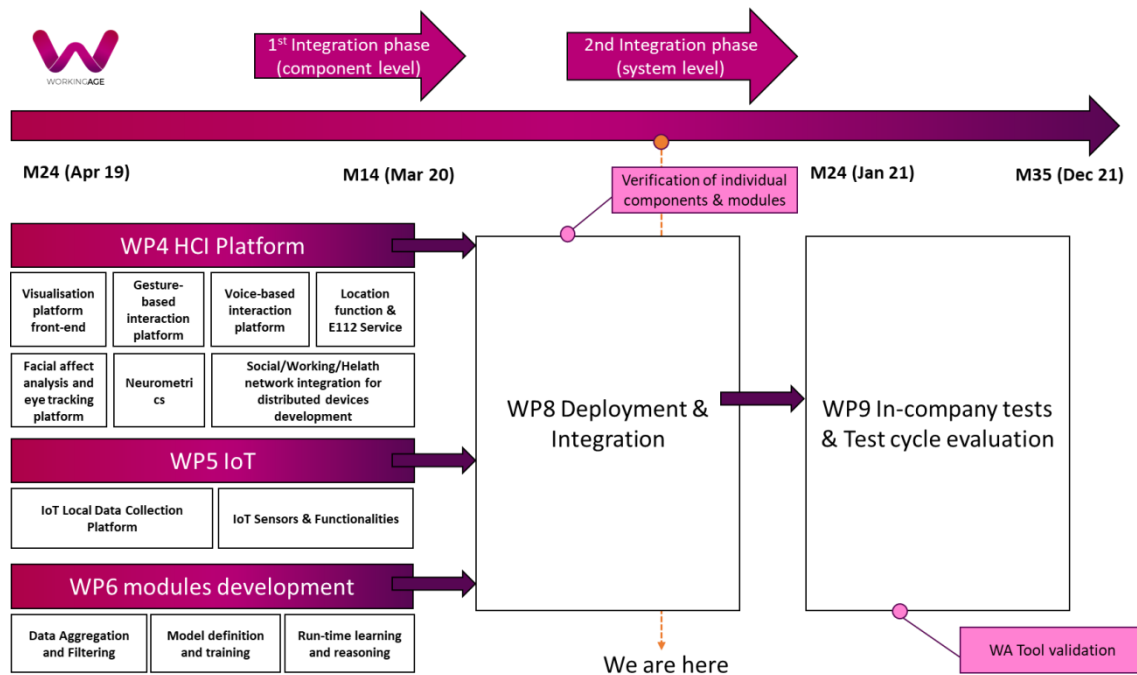 WORKINGAGE
1st Integration phase
(component level)
2nd Integration phase
(system level)
M24 (Apr 19)
M14 (Mar 20)
M24 (Jan 21)
M35 (Dec 21)
Verification of individual
components & modules
WP4 HCI Platform
Visualisation
platform
front-end
Gesture-
based
interaction
platform
Voice-based
interaction
platform
Location
function &
E112 Service
Facial affect
analysis and
eye tracking
platform
Neurometri
cs
Social/Working/Helath
network integration for
distributed devices
development
WP5 IoT
IoT Local Data Collection
Platform
IoT Sensors & Functionalities
WP6 modules development
Data Aggregation
and Filtering
Model definition
and training
Run-time learning
and reasoning
WP8 Deployment &
Integration
WP9 In-company tests
& Test cycle evaluation
We are here
WA Tool validation